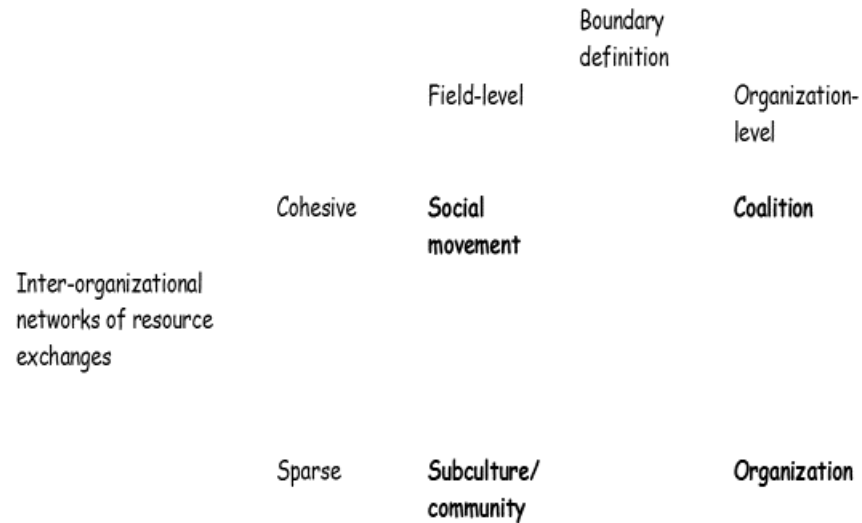 Boundary
definition
Field-level
Organization-
level
Cohesive
Social
movement
Coalition
Inter-organizational
networks of resource
exchanges
Sparse
Subculture/
community
Organization